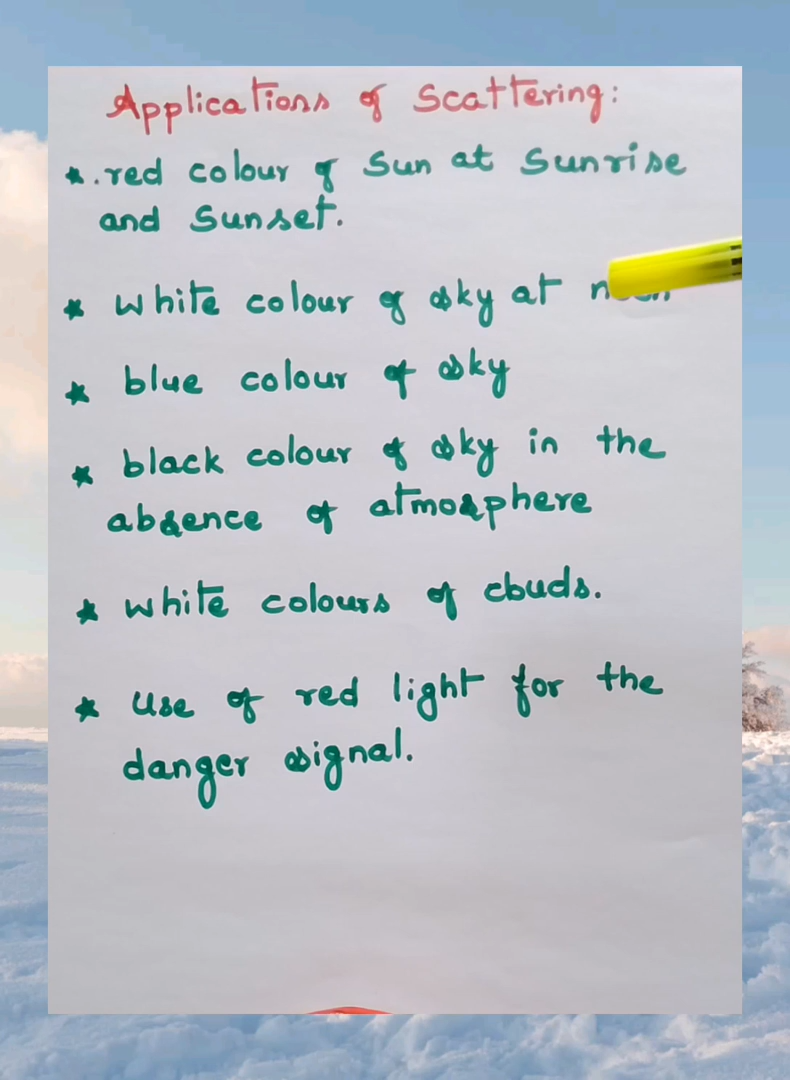 Applications of Scattering:
* .red colour of Sun at Sunrise
and Sunset.
* white colour of sky at
* blue colour of sky
* black colour of sky in the
absence of atmosphere
* white colours of clouds.
* use of red light for the
danger signal.